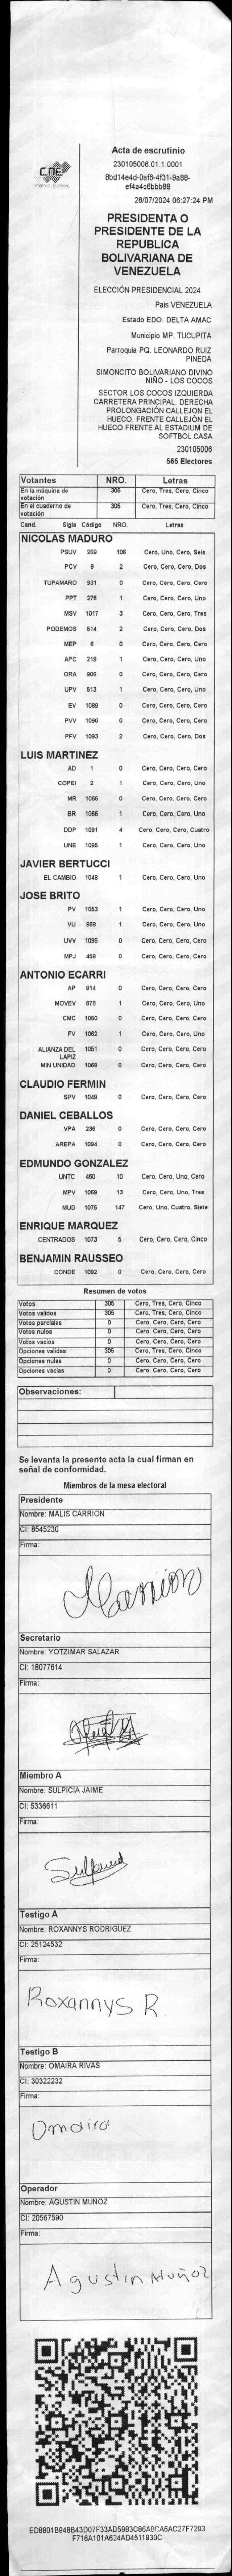 CNE
Acta de escrutinio
230105006.01.1.0001
8bd14e4d-0af6-4f31-9a88-
ef4a4c6bbb88
28/07/2024 06:27:24 PM
PRESIDENTA O
PRESIDENTE DE LA
REPUBLICA
BOLIVARIANA DE
VENEZUELA
ELECCIÓN PRESIDENCIAL 2024
Pais VENEZUELA
Estado EDO. DELTA AMAC
Municipio MP. TUCUPITA
Parroquia PQ. LEONARDO RUIZ
PINEDA
SIMONCITO BOLIVARIANO DIVINO
NIÑO - LOS COCOS
SECTOR LOS COCOS IZQUIERDA
CARRETERA PRINCIPAL. DERECHA
PROLONGACIÓN CALLEJON EL
HUECO. FRENTE CALLEJÓN EL
HUECO FRENTE AL ESTADIUM DE
SOFTBOL CASA
230105006
565 Electores
Votantes NRO. Letras
En la máquina de votación 305 Cero, Tres, Cero, Cinco
En el cuaderno de votación 305 Cero, Tres, Cero, Cinco
Cand. Sigla Código NRO. Letras
NICOLAS MADURO
PSUV 269 106 Cero, Uno, Cero, Seis
PCV 9 2 Cero, Cero, Cero, Dos
TUPAMARO 931 0 Cero, Cero, Cero, Cero
PPT 276 1 Cero, Cero, Cero, Uno
MSV 1017 3 Cero, Cero, Cero, Tres
PODEMOS 514 2 Cero, Cero, Cero, Dos
MEP 6 0 Cero, Cero, Cero, Cero
APC 219 1 Cero, Cero, Cero, Uno
ORA 906 0 Cero, Cero, Cero, Cero
UPV 513 1 Cero, Cero, Cero, Uno
EV 1089 0 Cero, Cero, Cero, Cero
PVV 1090 0 Cero, Cero, Cero, Cero
PFV 1093 2 Cero, Cero, Cero, Dos
LUIS MARTINEZ
AD 1 0 Cero, Cero, Cero, Cero
COPEI 2 1 Cero, Cero, Cero, Uno
MR 1065 0 Cero, Cero, Cero, Cero
BR 1066 1 Cero, Cero, Cero, Uno
DDP 1091 4 Cero, Cero, Cero, Cuatro
UNE 1095 1 Cero, Cero, Cero, Uno
JAVIER BERTUCCI
EL CAMBIO 1048 1 Cero, Cero, Cero, Uno
JOSE BRITO
PV 1053 1 Cero, Cero, Cero, Uno
VU 868 1 Cero, Cero, Cero, Uno
UVV 1096 0 Cero, Cero, Cero, Cero
MPJ 459 0 Cero, Cero, Cero, Cero
ANTONIO ECARRI
AP 914 0 Cero, Cero, Cero, Cero
MOVEV 978 1 Cero, Cero, Cero, Uno
CMC 1050 0 Cero, Cero, Cero, Cero
FV 1062 1 Cero, Cero, Cero, Uno
ALIANZA DEL LAPIZ 1051 0 Cero, Cero, Cero, Cero
MIN UNIDAD 1068 0 Cero, Cero, Cero, Cero
CLAUDIO FERMIN
SPV 1049 0 Cero, Cero, Cero, Cero
DANIEL CEBALLOS
VPA 236 0 Cero, Cero, Cero, Cero
AREPA 1094 0 Cero, Cero, Cero, Cero
EDMUNDO GONZALEZ
UNTC 460 10 Cero, Cero, Uno, Cero
MPV 1069 13 Cero, Cero, Uno, Tres
MUD 1075 147 Cero, Uno, Cuatro, Siete
ENRIQUE MARQUEZ
CENTRADOS 1073 5 Cero, Cero, Cero, Cinco
BENJAMIN RAUSSEO
CONDE 1092 0 Cero, Cero, Cero, Cero
Resumen de votos
Votos 305 Cero, Tres, Cero, Cinco
Votos validos 305 Cero, Tres, Cero, Cinco
Votos parciales 0 Cero, Cero, Cero, Cero
Votos nulos 0 Cero, Cero, Cero, Cero
Votos vacios 0 Cero, Cero, Cero, Cero
Opciones validas 305 Cero, Tres, Cero, Cinco
Opciones nulas 0 Cero, Cero, Cero, Cero
Opciones vacias 0 Cero, Cero, Cero, Cero
Observaciones:
Se levanta la presente acta la cual firman en
señal de conformidad.
Miembros de la mesa electoral
Presidente
Nombre: MALIS CARRION
CI: 8545230
Firma:
Secretario
Nombre: YOTZIMAR SALAZAR
CI: 18077614
Firma:
Miembro A
Nombre: SULPICIA JAIME
CI: 5336611
Firma:
Testigo A
Nombre: ROXANNYS RODRIGUEZ
CI: 25124532
Firma:
Roxannys R.
Testigo B
Nombre: OMAIRA RIVAS
CI: 30322232
Firma:
Omaira
Operador
Nombre: AGUSTIN MUÑOZ
CI: 20567590
Firma:
Agustin Muñoz
ED8801B948B43D07F33AD5983C86A0CA6AC27F7293
F716A101A624AD4511930C